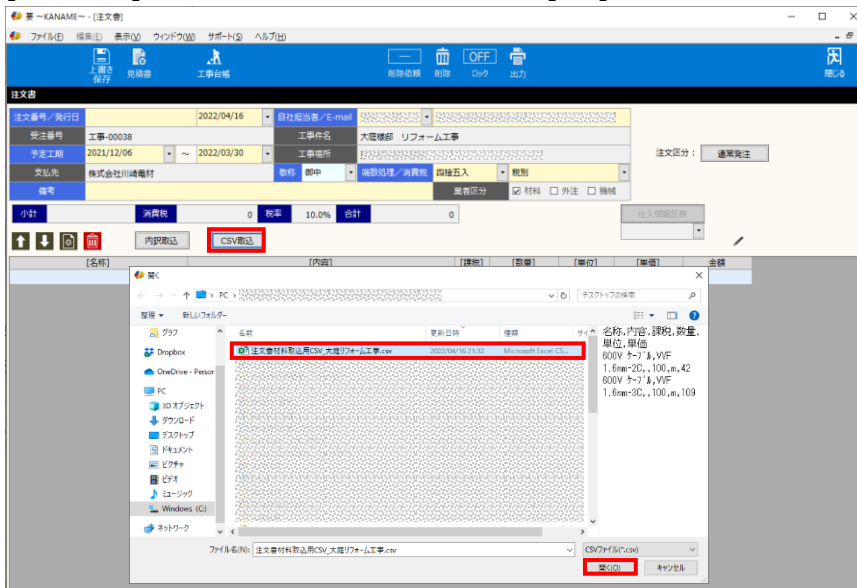 要 ～KANAME～ - [注文書]
ファイル(F) 編集(E) 表示(V) ウィンドウ(W) サポート(S) ヘルプ(H)
上書き保存 見積書 工事台帳 削除依頼 削除 OFF ロック 出力 閉じる
注文書
注文番号／発行日 2022/04/16 自社担当者／E-mail
受注番号 工事-00038 工事件名 大庭様邸 リフォーム工事
予定工期 2021/12/06 ～ 2022/03/30 工事場所 注文区分： 通常発注
支払先 株式会社川崎電材 敬称 御中 端数処理／消費税 四捨五入 税別
備考 業者区分 材料 外注 機械
小計 消費税 0 税率 10.0% 合計 0 仕入情報反映
内訳取込 CSV取込
[名称] [内容] [課税] [数量] [単位] [単価] 金額
開く
PC デスクトップの検索
整理 新しいフォルダー
グラフ 名前 更新日時 種類 サイ
Dropbox 注文書材料取込用CSV_大庭リフォーム工事.csv 2022/04/16 21:32 Microsoft Excel CS...
OneDrive - Person
PC
3D オブジェクト
ダウンロード
デスクトップ
ドキュメント
ピクチャ
ビデオ
ミュージック
Windows (C:)
ネットワーク
名称,内容,課税,数量,
単位,単価
600V ｹｰﾌﾞﾙ,VVF
1.6mm-2C,,100,m,42
600V ｹｰﾌﾞﾙ,VVF
1.6mm-3C,,100,m,109
ファイル名(N): 注文書材料取込用CSV_大庭リフォーム工事.csv CSVファイル(*.csv)
開く(O) キャンセル